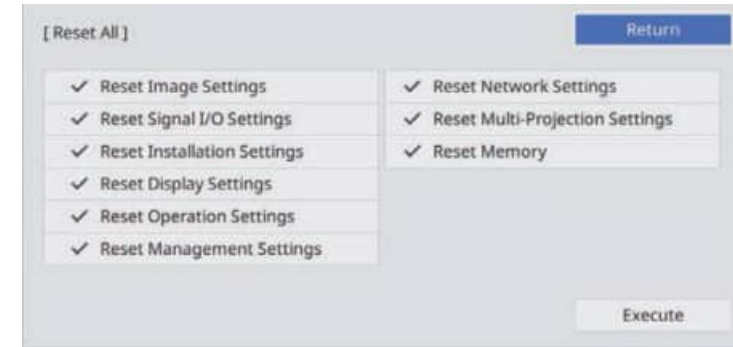 [ Reset All ]
Return
Reset Image Settings
Reset Signal I/O Settings
Reset Installation Settings
Reset Display Settings
Reset Operation Settings
Reset Management Settings
Reset Network Settings
Reset Multi-Projection Settings
Reset Memory
Execute